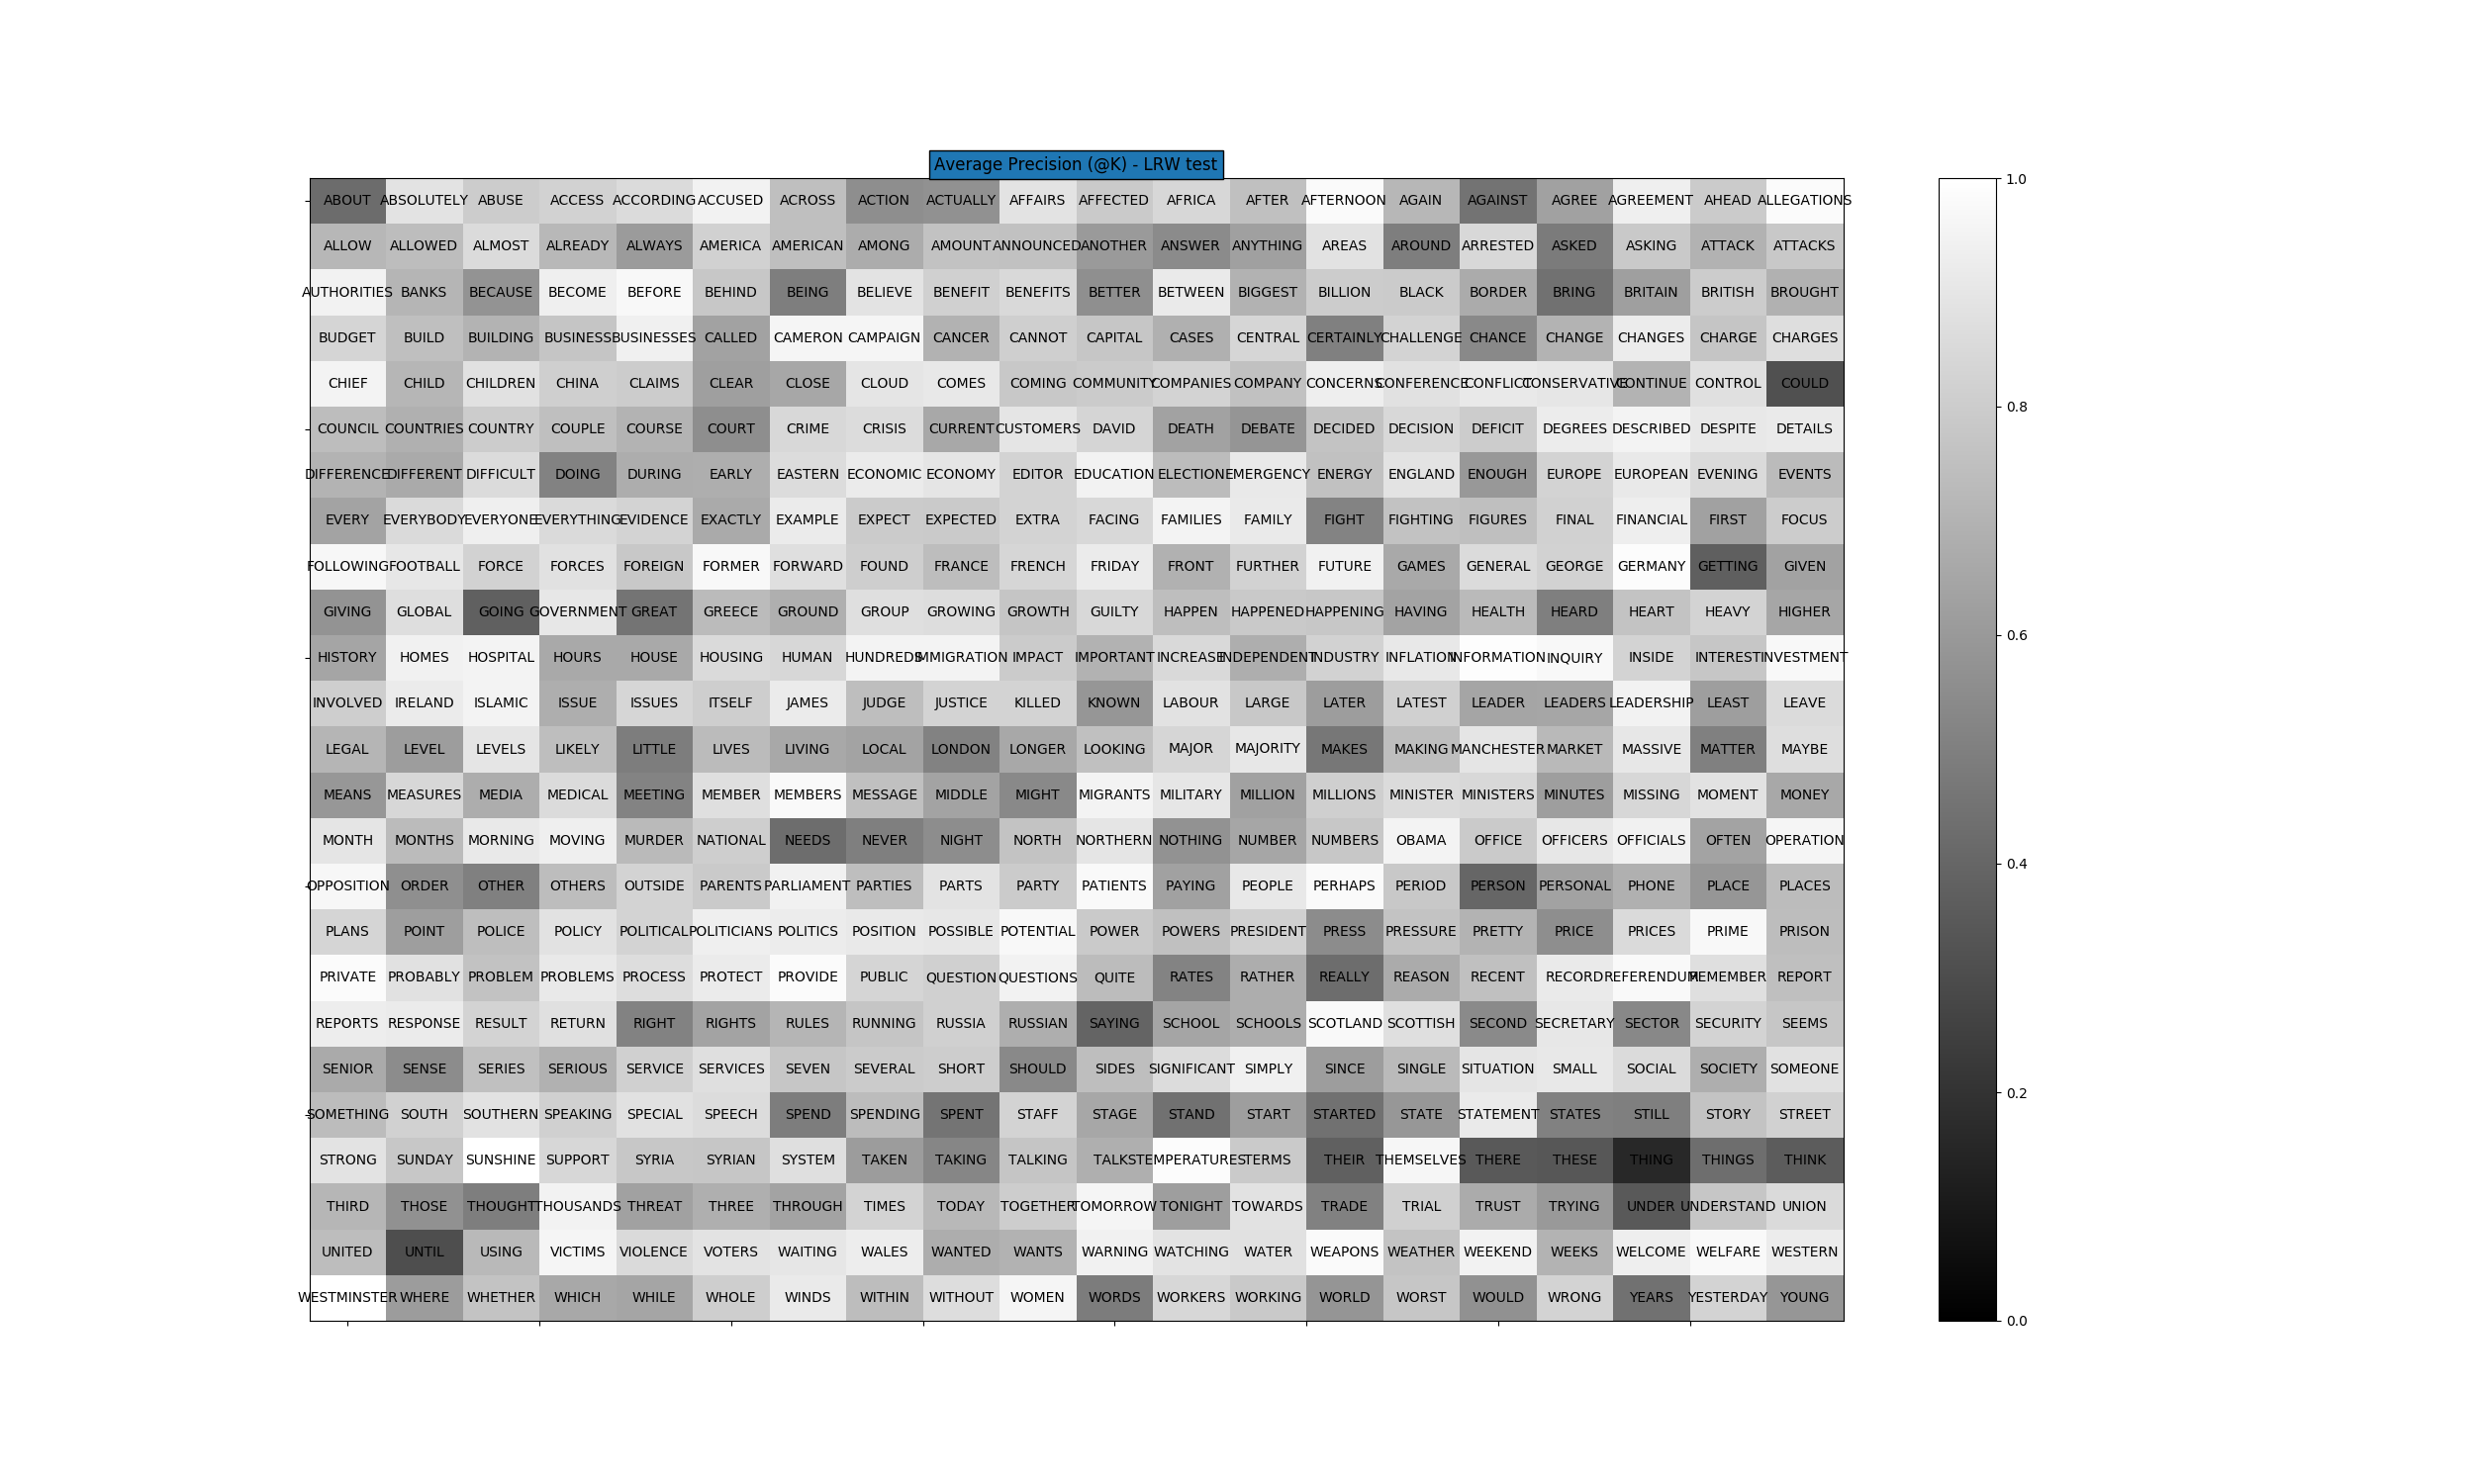 Average Precision (@K) - LRW test
ABOUT ABSOLUTELY ABUSE ACCESS ACCORDING ACCUSED ACROSS ACTION ACTUALLY AFFAIRS AFFECTED AFRICA AFTER AFTERNOON AGAIN AGAINST AGREE AGREEMENT AHEAD ALLEGATIONS 1.0
ALLOW ALLOWED ALMOST ALREADY ALWAYS AMERICA AMERICAN AMONG AMOUNT ANNOUNCED ANOTHER ANSWER ANYTHING AREAS AROUND ARRESTED ASKED ASKING ATTACK ATTACKS
AUTHORITIES BANKS BECAUSE BECOME BEFORE BEHIND BEING BELIEVE BENEFIT BENEFITS BETTER BETWEEN BIGGEST BILLION BLACK BORDER BRING BRITAIN BRITISH BROUGHT
BUDGET BUILD BUILDING BUSINESS BUSINESSES CALLED CAMERON CAMPAIGN CANCER CANNOT CAPITAL CASES CENTRAL CERTAINLY CHALLENGE CHANCE CHANGE CHANGES CHARGE CHARGES
CHIEF CHILD CHILDREN CHINA CLAIMS CLEAR CLOSE CLOUD COMES COMING COMMUNITY COMPANIES COMPANY CONCERNS CONFERENCE CONFLICT CONSERVATIVE CONTINUE CONTROL COULD 0.8
COUNCIL COUNTRIES COUNTRY COUPLE COURSE COURT CRIME CRISIS CURRENT CUSTOMERS DAVID DEATH DEBATE DECIDED DECISION DEFICIT DEGREES DESCRIBED DESPITE DETAILS
DIFFERENCE DIFFERENT DIFFICULT DOING DURING EARLY EASTERN ECONOMIC ECONOMY EDITOR EDUCATION ELECTION EMERGENCY ENERGY ENGLAND ENOUGH EUROPE EUROPEAN EVENING EVENTS
EVERY EVERYBODY EVERYONE EVERYTHING EVIDENCE EXACTLY EXAMPLE EXPECT EXPECTED EXTRA FACING FAMILIES FAMILY FIGHT FIGHTING FIGURES FINAL FINANCIAL FIRST FOCUS
FOLLOWING FOOTBALL FORCE FORCES FOREIGN FORMER FORWARD FOUND FRANCE FRENCH FRIDAY FRONT FURTHER FUTURE GAMES GENERAL GEORGE GERMANY GETTING GIVEN
GIVING GLOBAL GOING GOVERNMENT GREAT GREECE GROUND GROUP GROWING GROWTH GUILTY HAPPEN HAPPENED HAPPENING HAVING HEALTH HEARD HEART HEAVY HIGHER 0.6
HISTORY HOMES HOSPITAL HOURS HOUSE HOUSING HUMAN HUNDREDS IMMIGRATION IMPACT IMPORTANT INCREASE INDEPENDENT INDUSTRY INFLATION INFORMATION INQUIRY INSIDE INTEREST INVESTMENT
INVOLVED IRELAND ISLAMIC ISSUE ISSUES ITSELF JAMES JUDGE JUSTICE KILLED KNOWN LABOUR LARGE LATER LATEST LEADER LEADERS LEADERSHIP LEAST LEAVE
LEGAL LEVEL LEVELS LIKELY LITTLE LIVES LIVING LOCAL LONDON LONGER LOOKING MAJOR MAJORITY MAKES MAKING MANCHESTER MARKET MASSIVE MATTER MAYBE
MEANS MEASURES MEDIA MEDICAL MEETING MEMBER MEMBERS MESSAGE MIDDLE MIGHT MIGRANTS MILITARY MILLION MILLIONS MINISTER MINISTERS MINUTES MISSING MOMENT MONEY
MONTH MONTHS MORNING MOVING MURDER NATIONAL NEEDS NEVER NIGHT NORTH NORTHERN NOTHING NUMBER NUMBERS OBAMA OFFICE OFFICERS OFFICIALS OFTEN OPERATION 0.4
OPPOSITION ORDER OTHER OTHERS OUTSIDE PARENTS PARLIAMENT PARTIES PARTS PARTY PATIENTS PAYING PEOPLE PERHAPS PERIOD PERSON PERSONAL PHONE PLACE PLACES
PLANS POINT POLICE POLICY POLITICAL POLITICIANS POLITICS POSITION POSSIBLE POTENTIAL POWER POWERS PRESIDENT PRESS PRESSURE PRETTY PRICE PRICES PRIME PRISON
PRIVATE PROBABLY PROBLEM PROBLEMS PROCESS PROTECT PROVIDE PUBLIC QUESTION QUESTIONS QUITE RATES RATHER REALLY REASON RECENT RECORD REFERENDUM REMEMBER REPORT
REPORTS RESPONSE RESULT RETURN RIGHT RIGHTS RULES RUNNING RUSSIA RUSSIAN SAYING SCHOOL SCHOOLS SCOTLAND SCOTTISH SECOND SECRETARY SECTOR SECURITY SEEMS
SENIOR SENSE SERIES SERIOUS SERVICE SERVICES SEVEN SEVERAL SHORT SHOULD SIDES SIGNIFICANT SIMPLY SINCE SINGLE SITUATION SMALL SOCIAL SOCIETY SOMEONE 0.2
SOMETHING SOUTH SOUTHERN SPEAKING SPECIAL SPEECH SPEND SPENDING SPENT STAFF STAGE STAND START STARTED STATE STATEMENT STATES STILL STORY STREET
STRONG SUNDAY SUNSHINE SUPPORT SYRIA SYRIAN SYSTEM TAKEN TAKING TALKING TALKS TEMPERATURES TERMS THEIR THEMSELVES THERE THESE THING THINGS THINK
THIRD THOSE THOUGHT THOUSANDS THREAT THREE THROUGH TIMES TODAY TOGETHER TOMORROW TONIGHT TOWARDS TRADE TRIAL TRUST TRYING UNDER UNDERSTAND UNION
UNITED UNTIL USING VICTIMS VIOLENCE VOTERS WAITING WALES WANTED WANTS WARNING WATCHING WATER WEAPONS WEATHER WEEKEND WEEKS WELCOME WELFARE WESTERN
WESTMINSTER WHERE WHETHER WHICH WHILE WHOLE WINDS WITHIN WITHOUT WOMEN WORDS WORKERS WORKING WORLD WORST WOULD WRONG YEARS YESTERDAY YOUNG 0.0